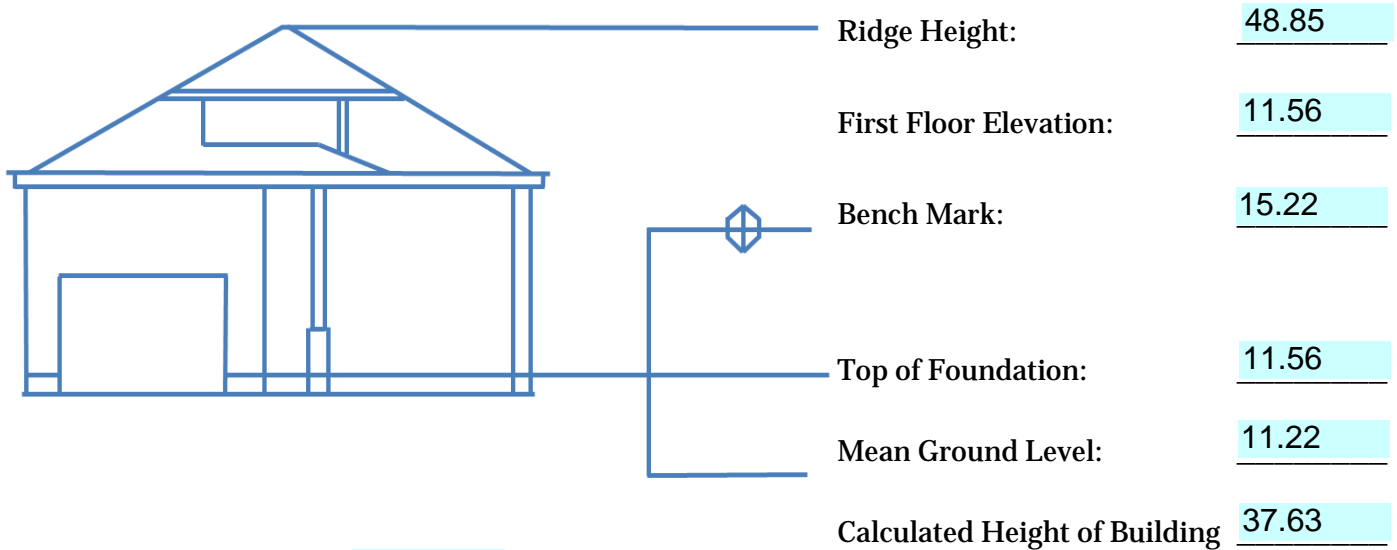 Ridge Height: 48.85
First Floor Elevation: 11.56
Bench Mark: 15.22
Top of Foundation: 11.56
Mean Ground Level: 11.22
Calculated Height of Building 37.63